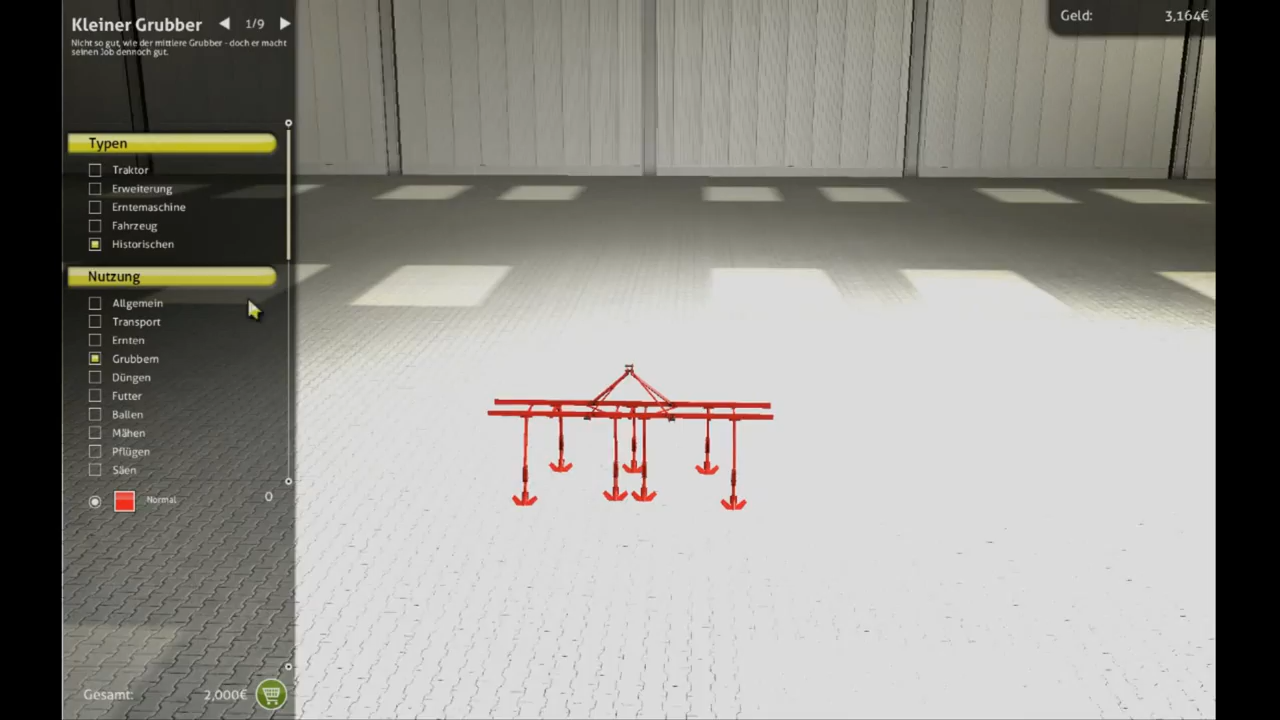 Kleiner Grubber 1/9
Nicht so gut, wie der mittlere Grubber - doch er macht
seinen Job dennoch gut.
Geld: 3,164€
Typen
Traktor
Erweiterung
Erntemaschine
Fahrzeug
Historischen
Nutzung
Allgemein
Transport
Ernten
Grubbern
Düngen
Futter
Ballen
Mähen
Pflügen
Säen
Normal 0
Gesamt: 2,000€